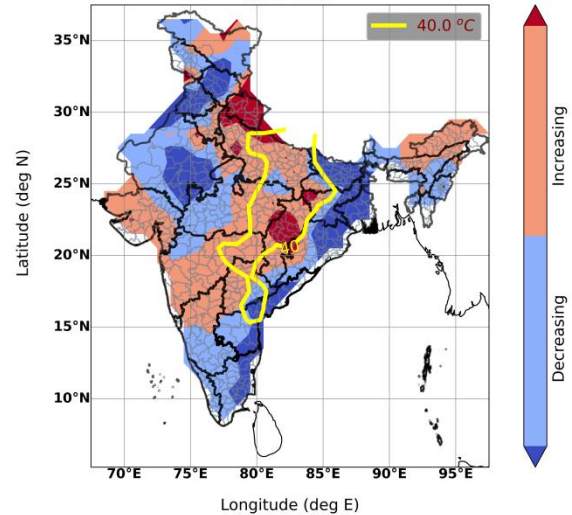 40.0 °C
35°N
30°N
25°N
20°N
15°N
10°N
Latitude (deg N)
40
70°E 75°E 80°E 85°E 90°E 95°E
Longitude (deg E)
Increasing
Decreasing